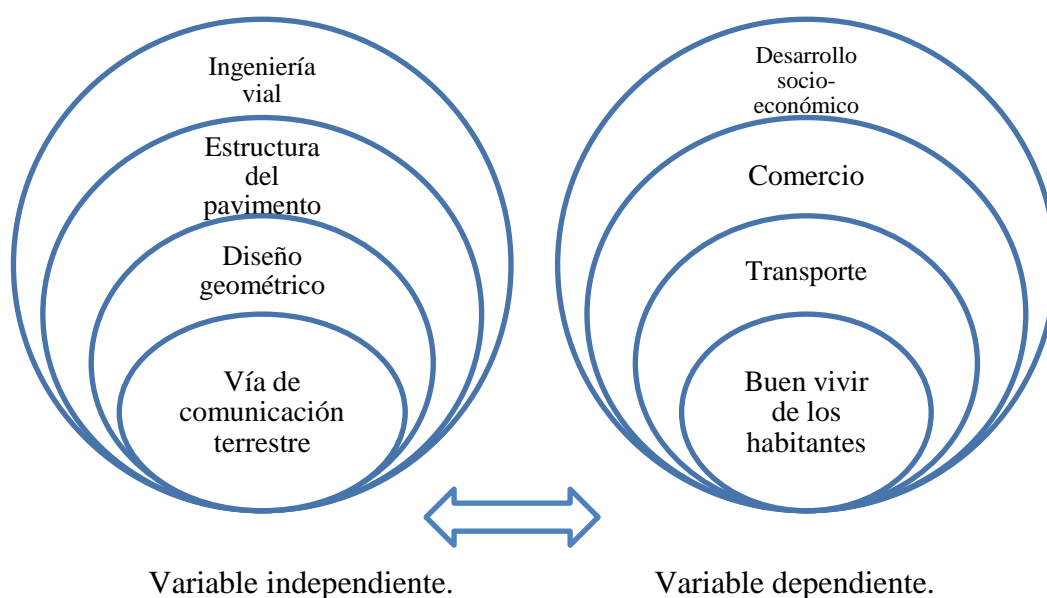 Ingeniería
vial
Estructura
del
pavimento
Diseño
geométrico
Vía de
comunicación
terrestre
Desarrollo
socio-
económico
Comercio
Transporte
Buen vivir
de los
habitantes
Variable independiente.
Variable dependiente.